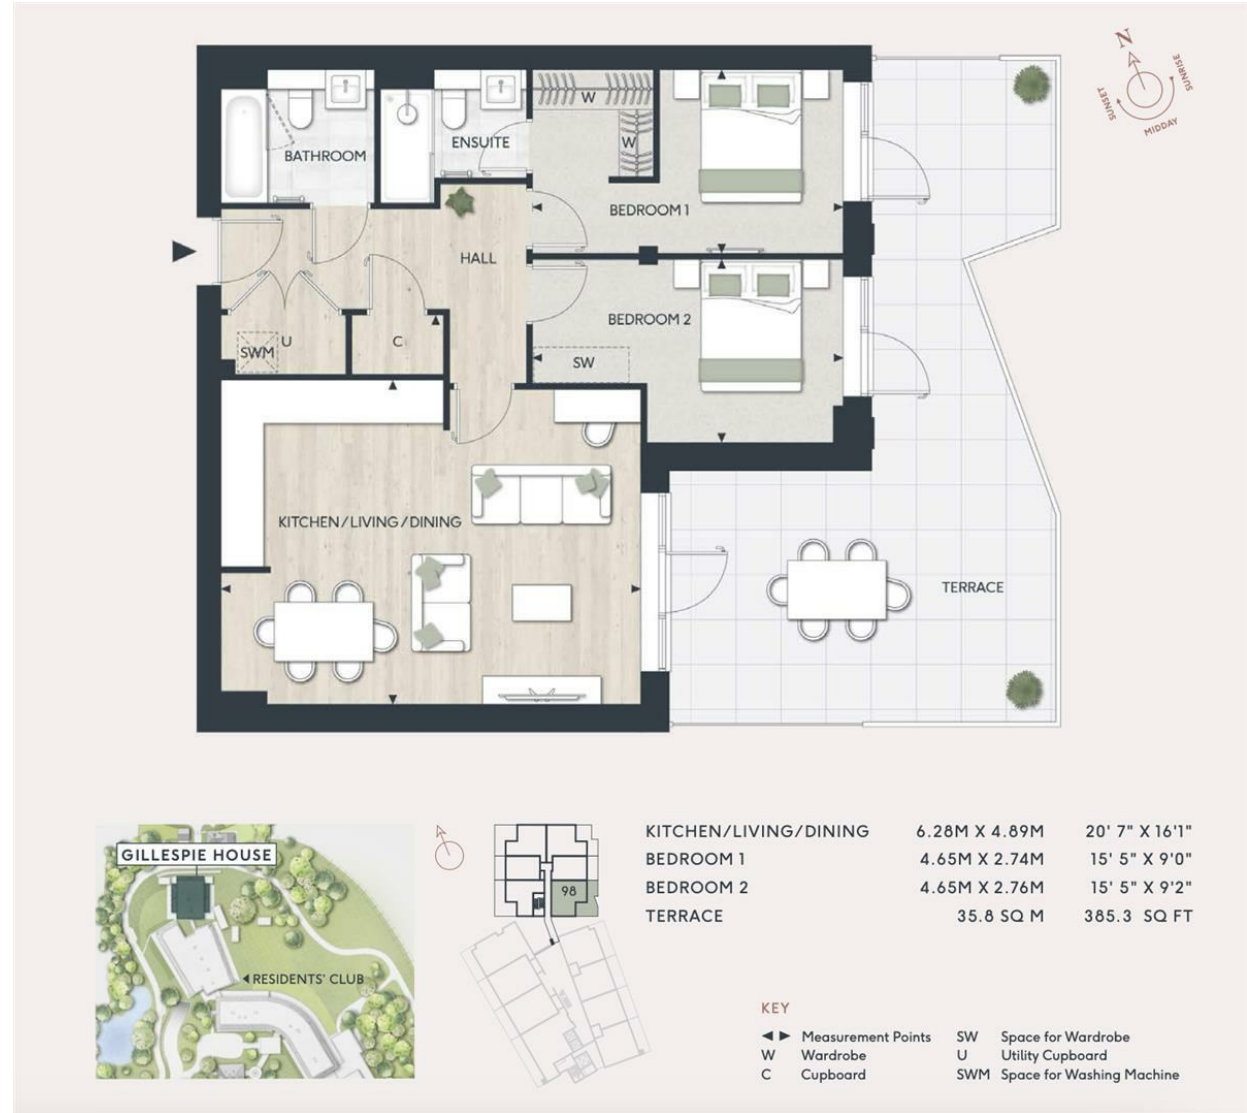 N
SUNRISE
SUNSET
MIDDAY
BATHROOM
ENSUITE
W
W
BEDROOM 1
HALL
BEDROOM 2
SWM
U
C
SW
KITCHEN/LIVING/DINING
TERRACE
GILLESPIE HOUSE
RESIDENTS' CLUB
98
KITCHEN/LIVING/DINING 6.28M X 4.89M 20' 7" X 16'1"
BEDROOM 1 4.65M X 2.74M 15' 5" X 9'0"
BEDROOM 2 4.65M X 2.76M 15' 5" X 9'2"
TERRACE 35.8 SQ M 385.3 SQ FT
KEY
◄ ► Measurement Points SW Space for Wardrobe
W Wardrobe U Utility Cupboard
C Cupboard SWM Space for Washing Machine